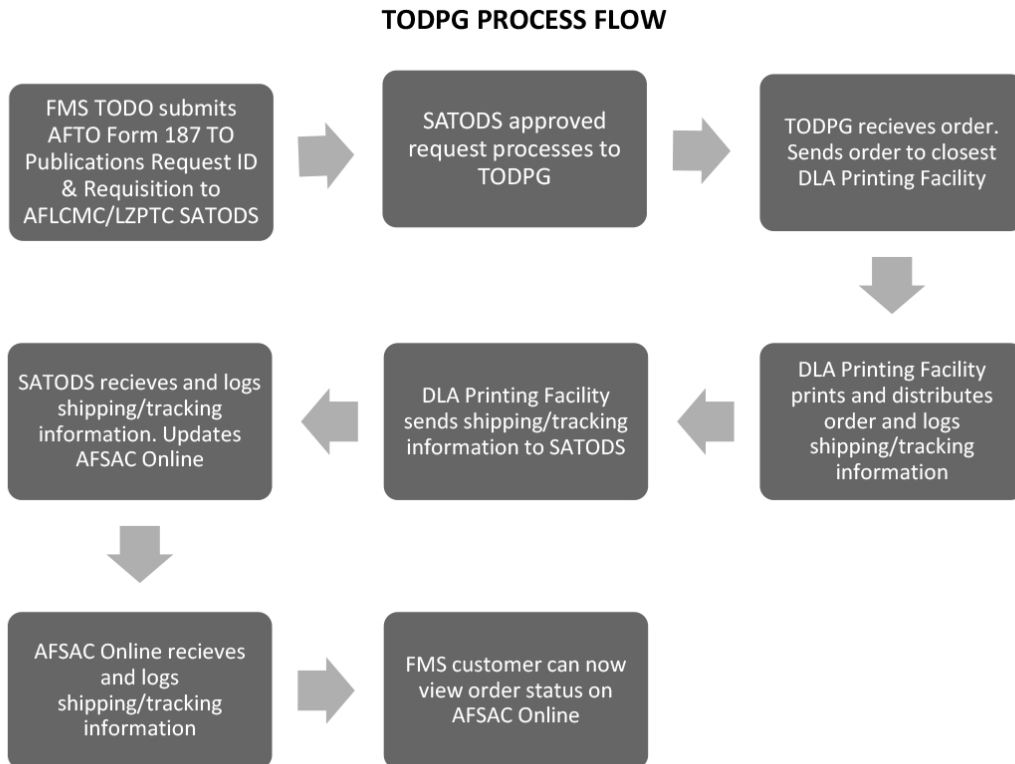 TODPG PROCESS FLOW
FMS TODO submits
AFTO Form 187 TO
Publications Request ID
& Requisition to
AFLCMC/LZPTC SATODS
SATODS approved
request processes to
TODPG
TODPG recieves order.
Sends order to closest
DLA Printing Facility
DLA Printing Facility
prints and distributes
order and logs
shipping/tracking
information
DLA Printing Facility
sends shipping/tracking
information to SATODS
SATODS recieves and logs
shipping/tracking
information. Updates
AFSAC Online
AFSAC Online recieves
and logs
shipping/tracking
information
FMS customer can now
view order status on
AFSAC Online